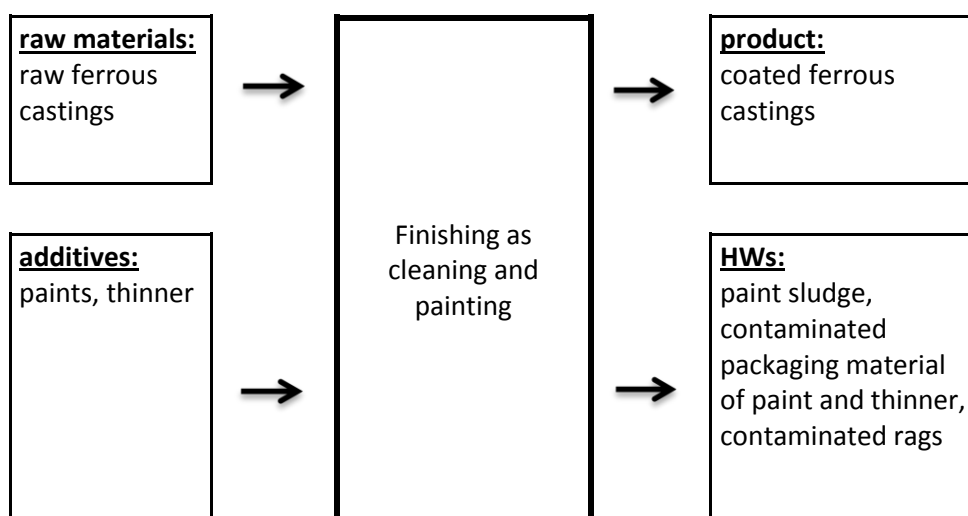 raw materials:
raw ferrous
castings
product:
coated ferrous
castings
additives:
paints, thinner
Finishing as
cleaning and
painting
HWs:
paint sludge,
contaminated
packaging material
of paint and thinner,
contaminated rags